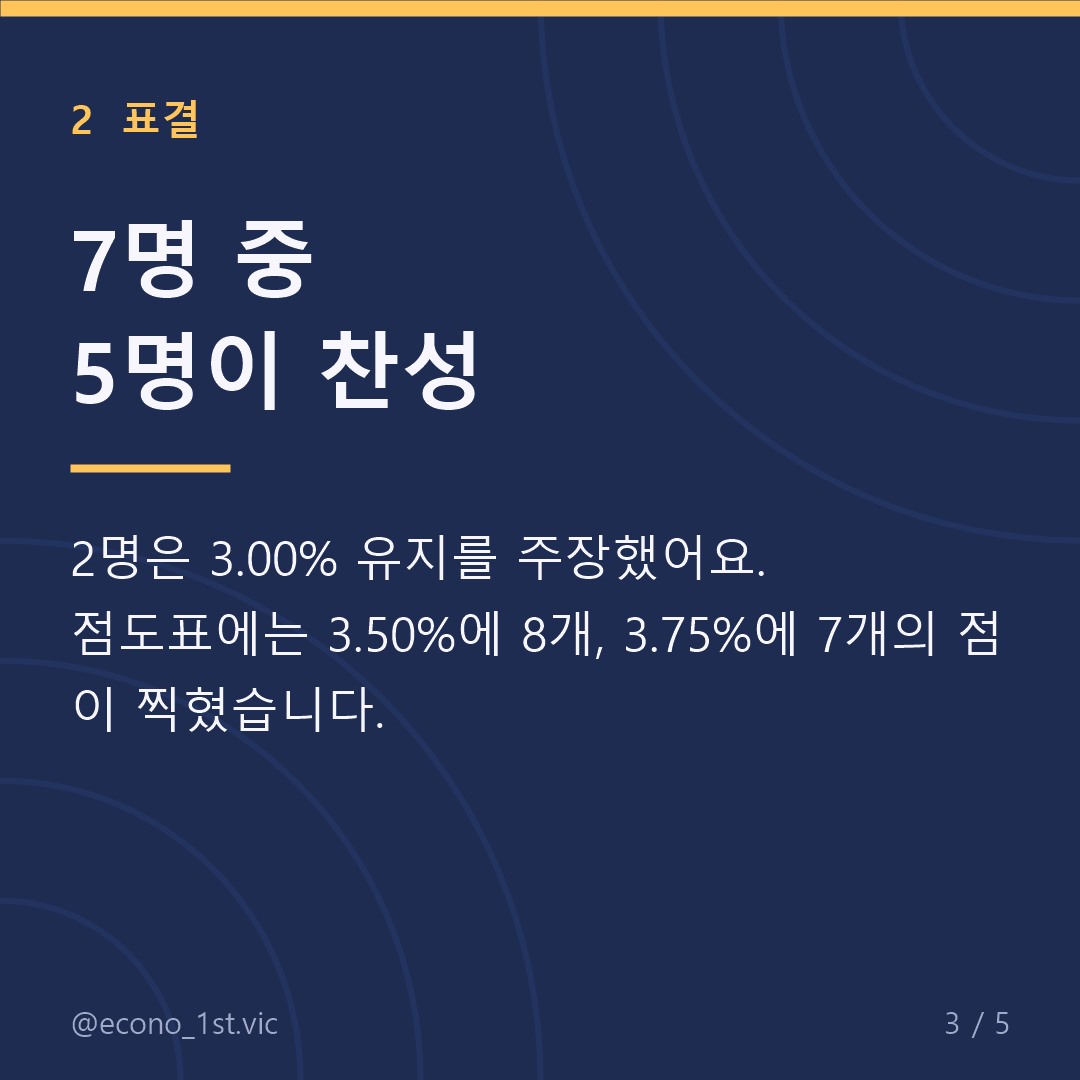 2 표결
7명 중
5명이 찬성
2명은 3.00% 유지를 주장했어요.
점도표에는 3.50%에 8개, 3.75%에 7개의 점
이 찍혔습니다.
@econo_1st.vic
3 / 5